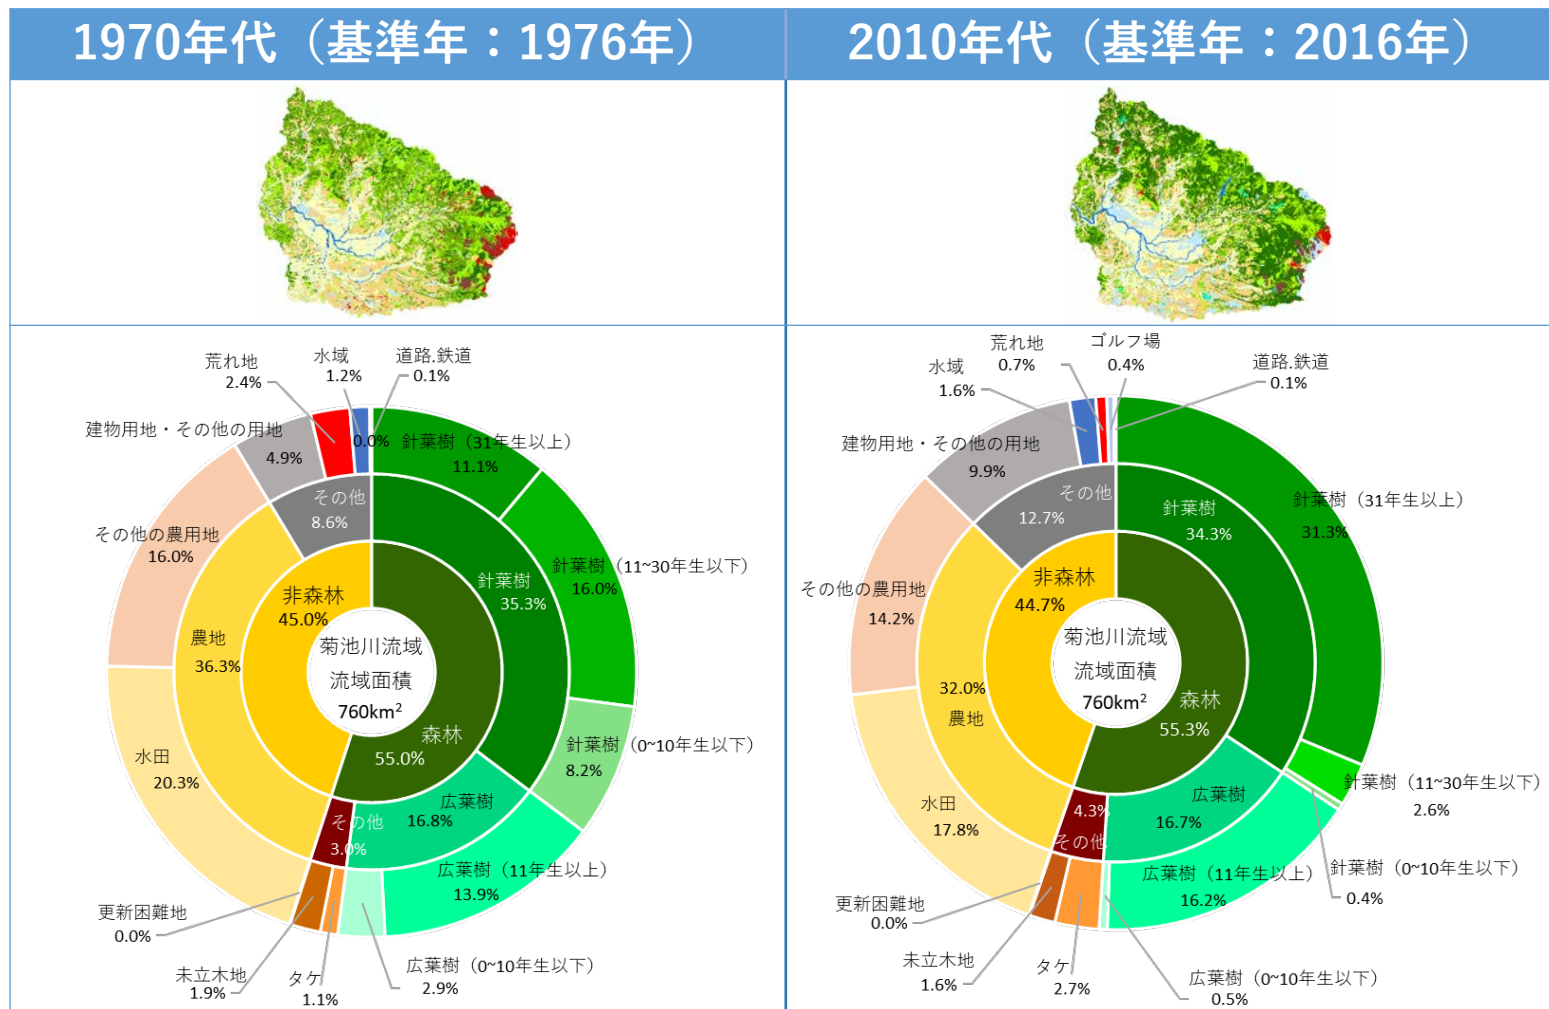 1970年代（基準年：1976年）
2010年代（基準年：2016年）
荒れ地
2.4%
水域
1.2%
道路.鉄道
0.1%
0.0%
建物用地・その他の用地
4.9%
針葉樹（31年生以上）
11.1%
その他
8.6%
その他の農用地
16.0%
針葉樹（11~30年生以下）
16.0%
針葉樹
35.3%
非森林
45.0%
農地
36.3%
菊池川流域
流域面積
760km²
森林
55.0%
針葉樹（0~10年生以下）
8.2%
水田
20.3%
広葉樹
16.8%
その他
3.0%
広葉樹（11年生以上）
13.9%
更新困難地
0.0%
未立木地
1.9%
タケ
1.1%
広葉樹（0~10年生以下）
2.9%
水域
1.6%
荒れ地
0.7%
ゴルフ場
0.4%
道路.鉄道
0.1%
建物用地・その他の用地
9.9%
その他
12.7%
針葉樹
34.3%
針葉樹（31年生以上）
31.3%
その他の農用地
14.2%
非森林
44.7%
菊池川流域
流域面積
760km²
32.0%
農地
森林
55.3%
水田
17.8%
4.3%
その他
広葉樹
16.7%
針葉樹（11~30年生以下）
2.6%
広葉樹（11年生以上）
16.2%
針葉樹（0~10年生以下）
0.4%
更新困難地
0.0%
未立木地
1.6%
タケ
2.7%
広葉樹（0~10年生以下）
0.5%